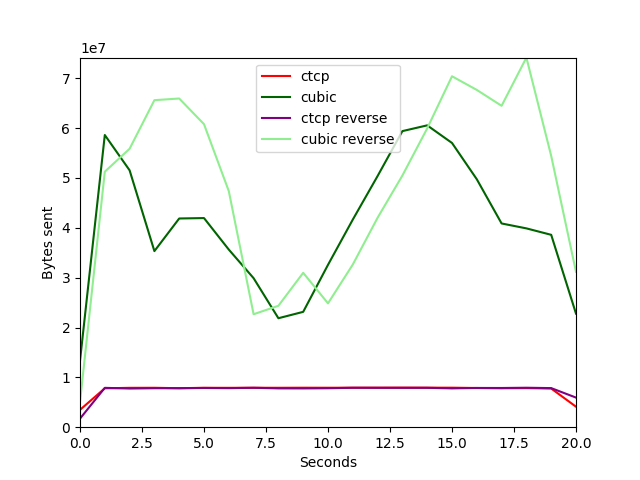 1e7
7
6
5
4
3
2
1
0
0.0 2.5 5.0 7.5 10.0 12.5 15.0 17.5 20.0
Seconds
Bytes sent
ctcp
cubic
ctcp reverse
cubic reverse